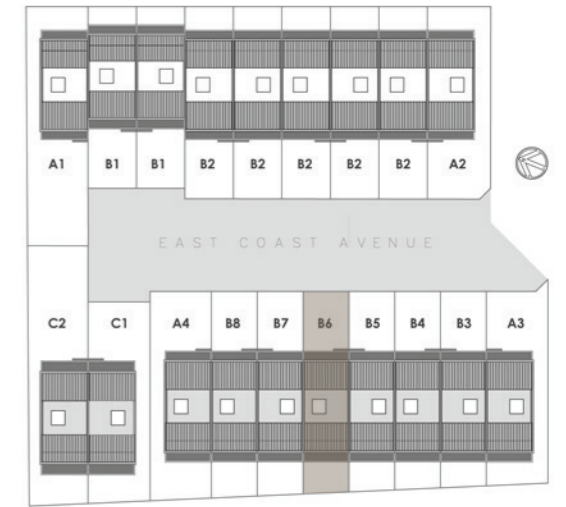 A1 B1 B1 B2 B2 B2 B2 B2 A2
EAST COAST AVENUE
C2 C1 A4 B8 B7 B6 B5 B4 B3 A3